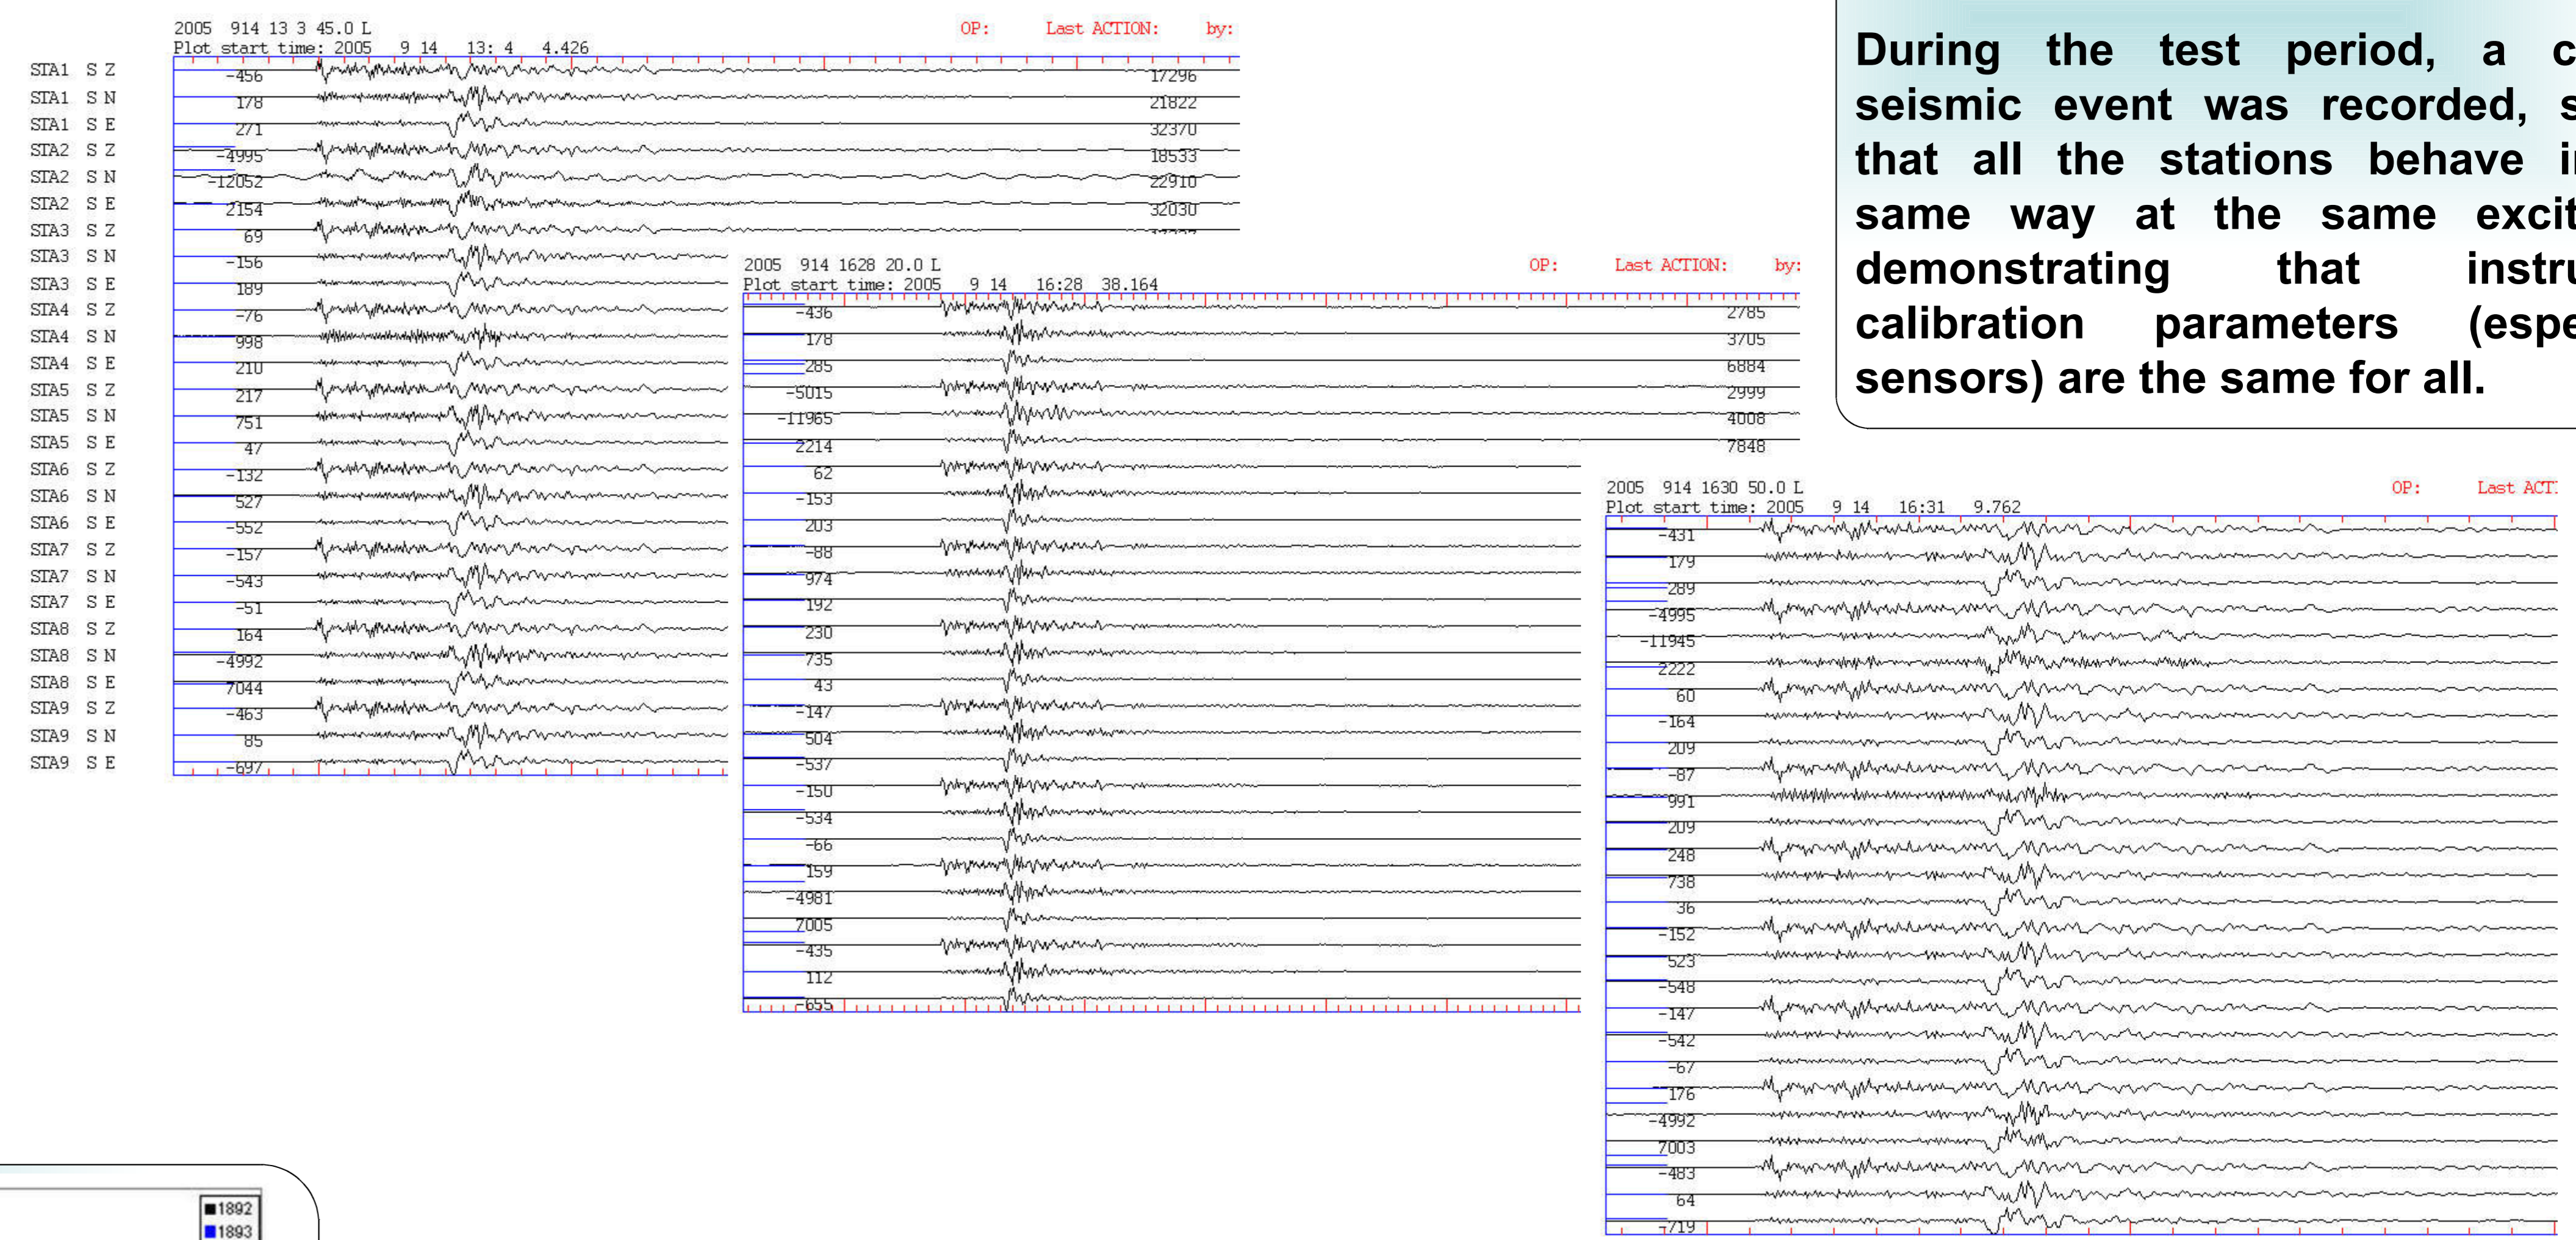 2005 914 13 3 45.0 L OP: Last ACTION: by:
Plot start time: 2005 9 14 13: 4 4.426
STA1 S Z -456 17296
STA1 S N 178 21822
STA1 S E 271 32370
STA2 S Z -4995 18533
STA2 S N -12052 22910
STA2 S E 2154 32030
STA3 S Z 69
STA3 S N -156
STA3 S E 189
STA4 S Z -76
STA4 S N 998
STA4 S E 210
STA5 S Z 217
STA5 S N 751
STA5 S E 47
STA6 S Z -132
STA6 S N 527
STA6 S E -552
STA7 S Z -157
STA7 S N -543
STA7 S E -51
STA8 S Z 164
STA8 S N -4992
STA8 S E 7044
STA9 S Z -463
STA9 S N 85
STA9 S E -697
2005 914 1628 20.0 L OP: Last ACTION: by:
Plot start time: 2005 9 14 16:28 38.164
-436 2785
178 3705
285 6884
-5015 2999
-11965 4008
2214 7848
62
-153
203
-88
974
192
230
735
43
-147
504
-537
-150
-534
-66
159
-4981
7005
-435
112
-655
During the test period, a
seismic event was recorded,
that all the stations behave
same way at the same
demonstrating that
calibration parameters
sensors) are the same for all.
2005 914 1630 50.0 L OP: Last
Plot start time: 2005 9 14 16:31 9.762
-431
179
289
-4995
-11945
2222
60
-164
209
-87
991
209
248
738
36
-152
523
-548
-147
-542
-67
176
-4992
7003
-483
64
-719
1892
1893